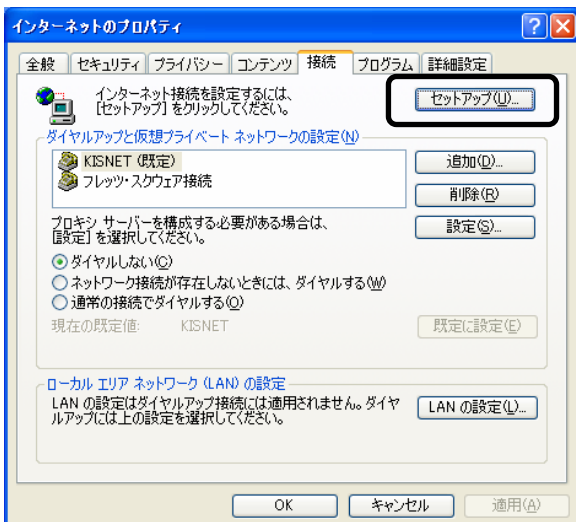 インターネットのプロパティ
全般 セキュリティ プライバシー コンテンツ 接続 プログラム 詳細設定
インターネット接続を設定するには、
[セットアップ] をクリックしてください。
セットアップ(U)...
ダイヤルアップと仮想プライベート ネットワークの設定(N)
KISNET (既定)
フレッツ・スクウェア接続
追加(D)...
削除(R)
プロキシ サーバーを構成する必要がある場合は、
[設定] を選択してください。
設定(S)...
ダイヤルしない(C)
ネットワーク接続が存在しないときには、ダイヤルする(W)
通常の接続でダイヤルする(O)
現在の既定値: KISNET
既定に設定(E)
ローカル エリア ネットワーク (LAN) の設定
LAN の設定はダイヤルアップ接続には適用されません。ダイヤ
ルアップには上の設定を選択してください。
LAN の設定(L)...
OK キャンセル 適用(A)